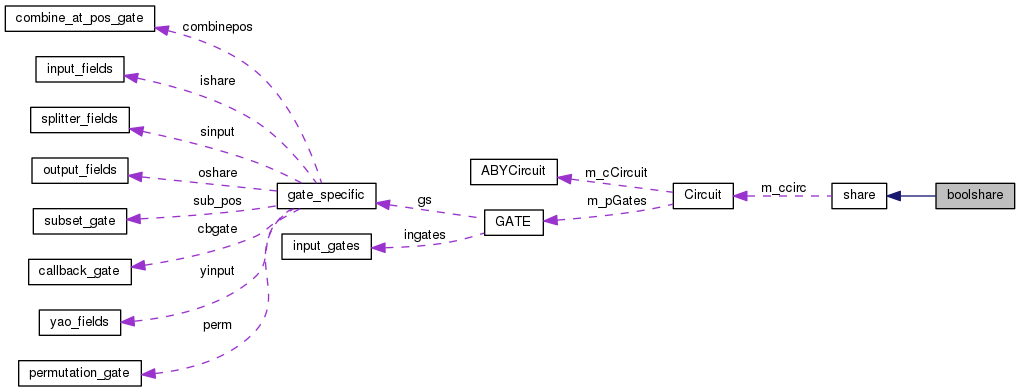 combine_at_pos_gate
combinepos
input_fields
ishare
splitter_fields
sinput
output_fields
oshare
ABYCircuit
m_cCircuit
gate_specific
gs
Circuit
m_ccirc
share
boolshare
sub_pos
m_pGates
subset_gate
GATE
cbgate
ingates
input_gates
callback_gate
yinput
yao_fields
perm
permutation_gate